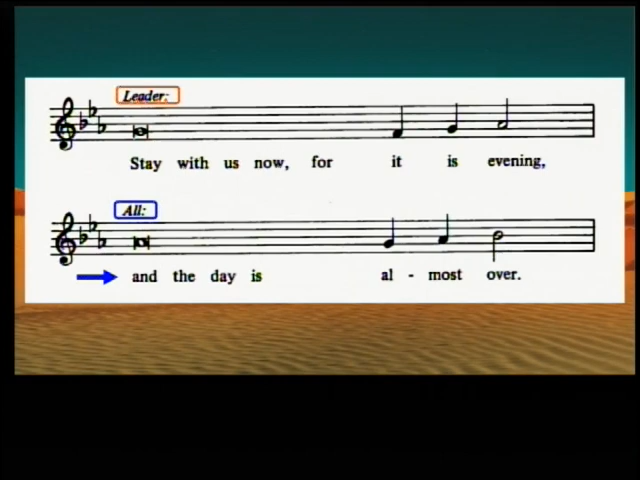 Leader:
Stay with us now, for it is evening,
All:
and the day is al - most over.